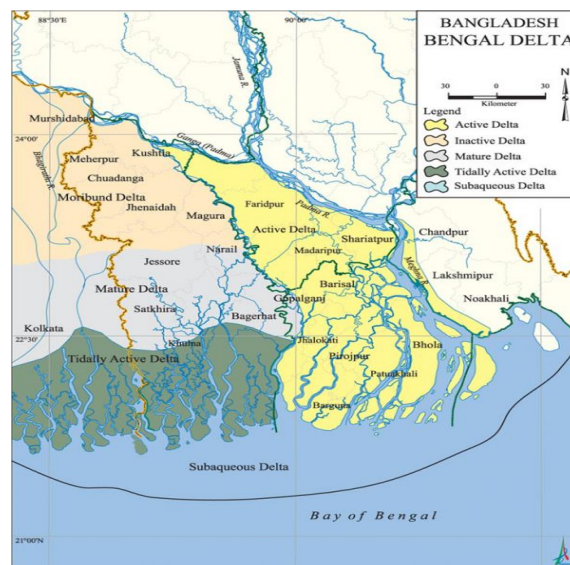 88°30'E
90°00'E
BANGLADESH
BENGAL DELTA
N
30
0
30
Kilometer
Legend
Active Delta
Inactive Delta
Mature Delta
Tidally Active Delta
Subaqueous Delta
Jamuna R.
Murshidabad
24°00'
Ganga (Padma)
Kushtia
Bhagirathi R.
Meherpur
Chuadanga
Moribund Delta
Jhenaidah
Magura
Faridpur
Padma R.
Active Delta
Shariatpur
Madaripur
Chandpur
Meghna R.
Narail
Jessore
Lakshmipur
Barisal
Noakhali
Mature Delta
Gopalganj
Satkhira
Bagerhat
Kolkata
22°30'
Khulna
Jhalokati
Bhola
Tidally Active Delta
Pirojpur
Patuakhali
Barguna
Subaqueous Delta
Bay of Bengal
21°00'N